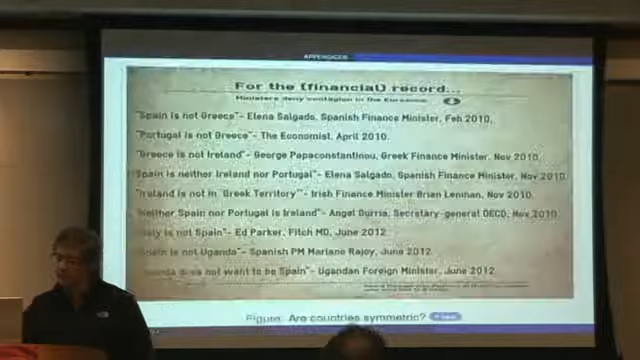 APPENDICES
For the (financial) record...
Ministers deny contagion in the Eurozone
"Spain is not Greece"- Elena Salgado, Spanish Finance Minister, Feb 2010.
"Portugal is not Greece"- The Economist, April 2010.
"Greece is not Ireland"- George Papaconstantinou, Greek Finance Minister, Nov 2010.
"Spain is neither Ireland nor Portugal"- Elena Salgado, Spanish Finance Minister, Nov 2010.
"Ireland is not in 'Greek Territory'"- Irish Finance Minister Brian Lenihan, Nov 2010.
"Neither Spain nor Portugal is Ireland"- Angel Gurria, Secretary-general OECD, Nov 2010.
"Italy is not Spain"- Ed Parker, Fitch MD, June 2012.
"Spain is not Uganda"- Spanish PM Mariano Rajoy, June 2012.
does not want to be Spain"- Ugandan Foreign Minister, June 2012.
Figure: Are countries symmetric?